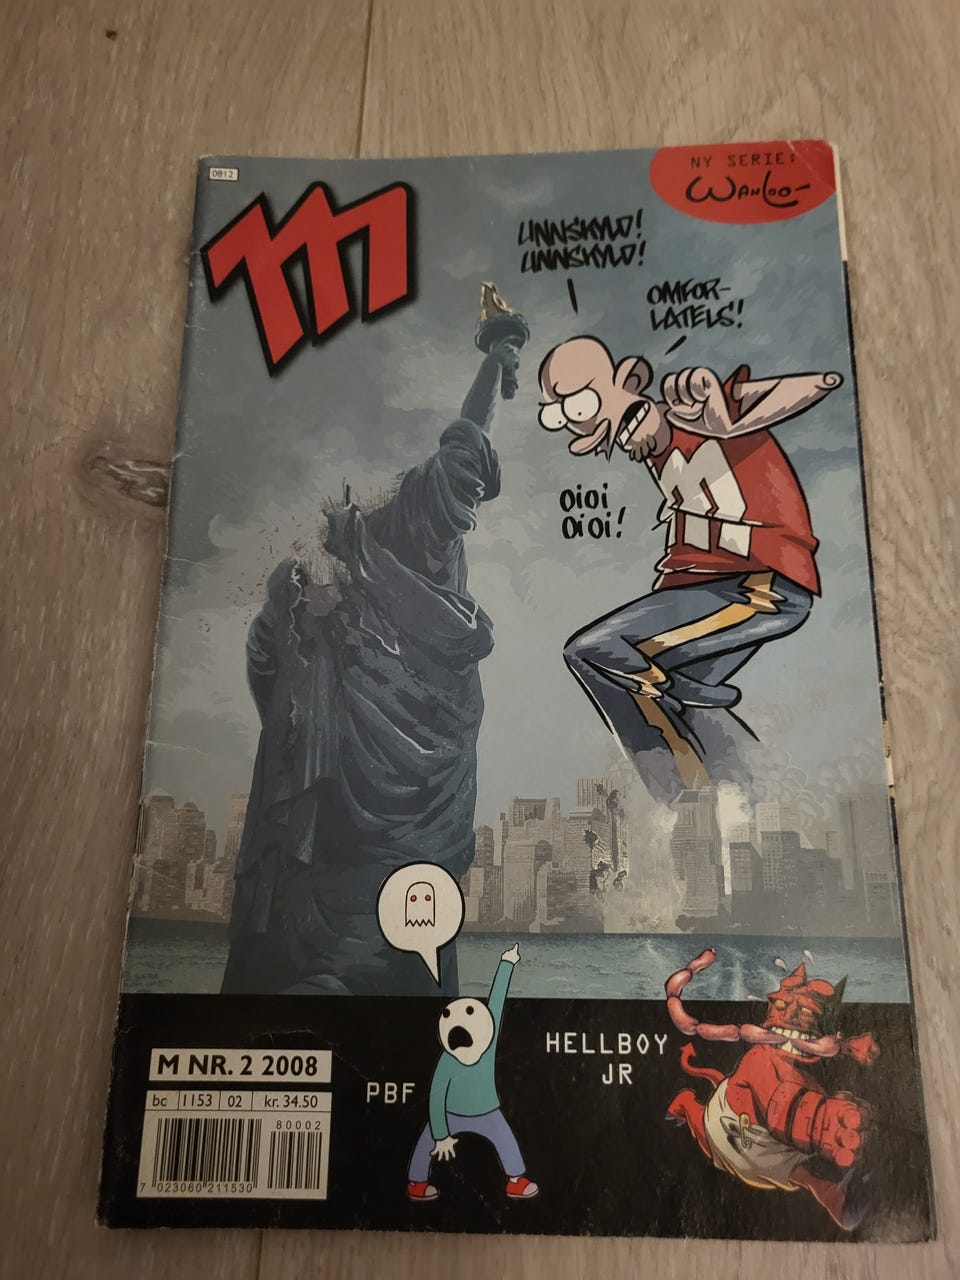 0812
M
NY SERIE:
Wanloo
UNNSKYLD!
UNNSKYLD!
OMFOR-
LATELS!
OiOi
OiOi!
M
M NR. 2 2008
bc 1153 02 kr. 34.50
80002
7 023060 211530
PBF
HELLBOY
JR